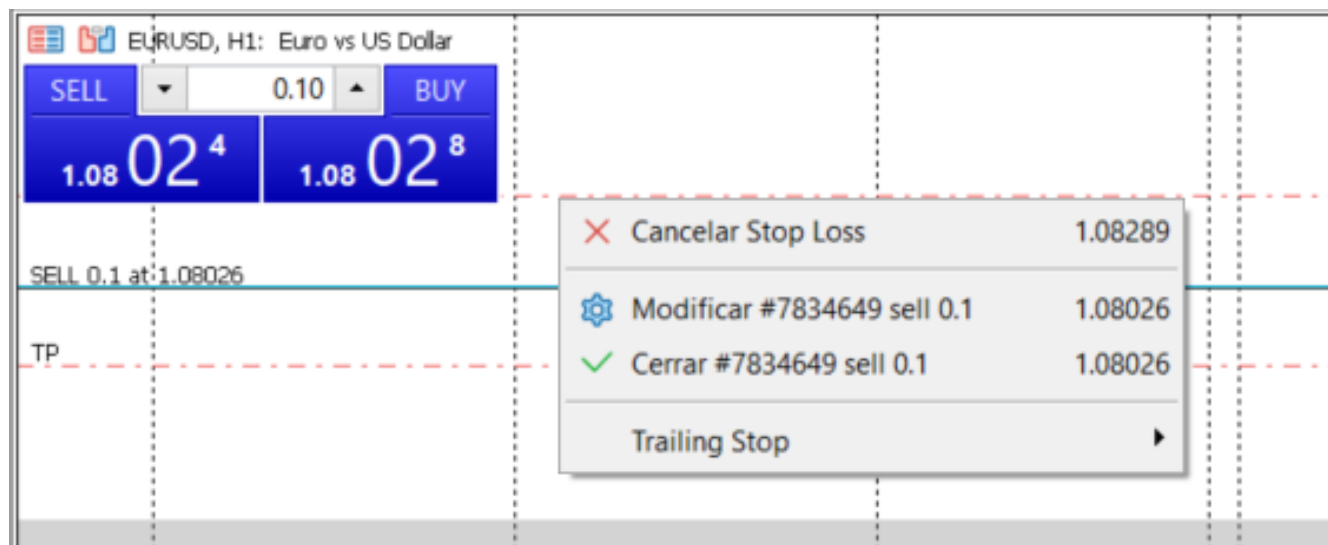 EURUSD, H1: Euro vs US Dollar
SELL 0.10 BUY
1.08 02 4 1.08 02 8
Cancelar Stop Loss 1.08289
SELL 0.1 at 1.08026
Modificar #7834649 sell 0.1 1.08026
TP
Cerrar #7834649 sell 0.1 1.08026
Trailing Stop